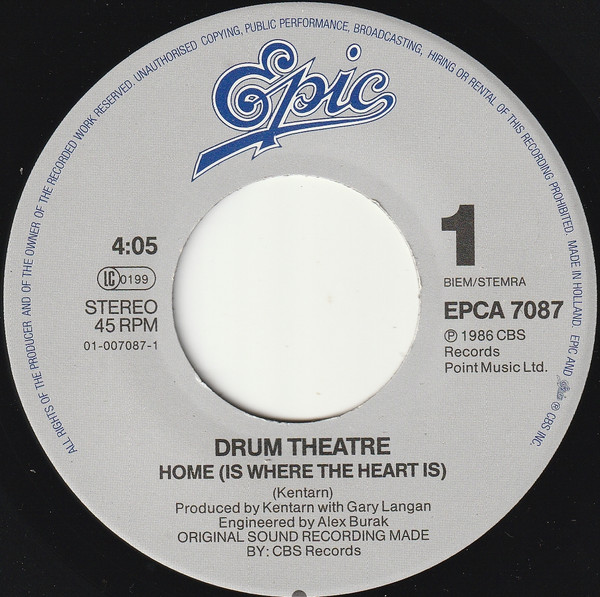 ALL RIGHTS OF THE PRODUCER AND OF THE OWNER OF THE RECORDED WORK RESERVED. UNAUTHORISED COPYING, PUBLIC PERFORMANCE, BROADCASTING, HIRING OR RENTAL OF THIS RECORDING PROHIBITED. MADE IN HOLLAND. EPIC AND Epic © CBS INC.
Epic
4:05
LC 0199
STEREO
45 RPM
01-007087-1
1
BIEM/STEMRA
EPCA 7087
℗ 1986 CBS
Records
Point Music Ltd.
DRUM THEATRE
HOME (IS WHERE THE HEART IS)
(Kentarn)
Produced by Kentarn with Gary Langan
Engineered by Alex Burak
ORIGINAL SOUND RECORDING MADE
BY: CBS Records